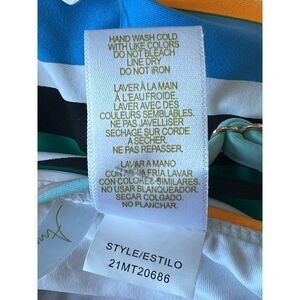 HAND WASH COLD
WITH LIKE COLORS
DO NOT BLEACH
LINE DRY
DO NOT IRON
LAVER À LA MAIN
À L'EAU FROIDE.
LAVER AVEC DES
COULEURS SEMBLABLES.
NE PAS JAVELLISER
SECHAGE SUR CORDE
À SECHER.
NE PAS REPASSER.
LAVAR A MANO
CON AGUA FRIA LAVAR
CON COLORES SIMILARES.
NO USAR BLANQUEADOR.
SECAR COLGADO.
NO PLANCHAR.
STYLE/ESTILO
21MT20686